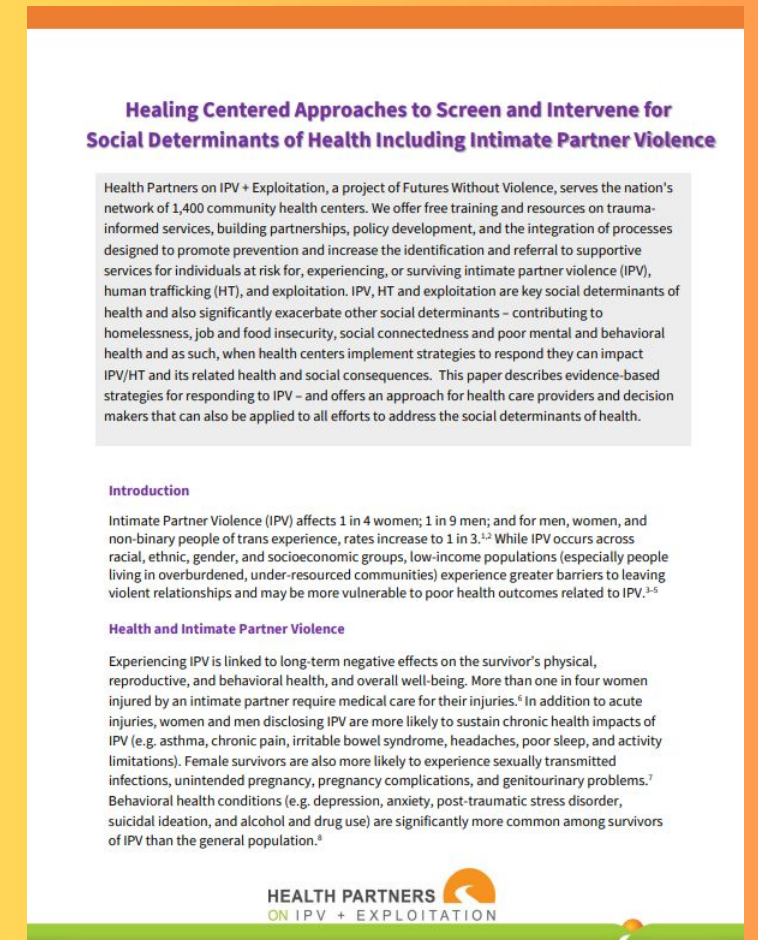 Healing Centered Approaches to Screen and Intervene for
Social Determinants of Health Including Intimate Partner Violence
Health Partners on IPV + Exploitation, a project of Futures Without Violence, serves the nation's
network of 1,400 community health centers. We offer free training and resources on trauma-
informed services, building partnerships, policy development, and the integration of processes
designed to promote prevention and increase the identification and referral to supportive
services for individuals at risk for, experiencing, or surviving intimate partner violence (IPV),
human trafficking (HT), and exploitation. IPV, HT and exploitation are key social determinants of
health and also significantly exacerbate other social determinants – contributing to
homelessness, job and food insecurity, social connectedness and poor mental and behavioral
health and as such, when health centers implement strategies to respond they can impact
IPV/HT and its related health and social consequences. This paper describes evidence-based
strategies for responding to IPV – and offers an approach for health care providers and decision
makers that can also be applied to all efforts to address the social determinants of health.
Introduction
Intimate Partner Violence (IPV) affects 1 in 4 women; 1 in 9 men; and for men, women, and
non-binary people of trans experience, rates increase to 1 in 3.1,2 While IPV occurs across
racial, ethnic, gender, and socioeconomic groups, low-income populations (especially people
living in overburdened, under-resourced communities) experience greater barriers to leaving
violent relationships and may be more vulnerable to poor health outcomes related to IPV.3-5
Health and Intimate Partner Violence
Experiencing IPV is linked to long-term negative effects on the survivor's physical,
reproductive, and behavioral health, and overall well-being. More than one in four women
injured by an intimate partner require medical care for their injuries.6 In addition to acute
injuries, women and men disclosing IPV are more likely to sustain chronic health impacts of
IPV (e.g. asthma, chronic pain, irritable bowel syndrome, headaches, poor sleep, and activity
limitations). Female survivors are also more likely to experience sexually transmitted
infections, unintended pregnancy, pregnancy complications, and genitourinary problems.7
Behavioral health conditions (e.g. depression, anxiety, post-traumatic stress disorder,
suicidal ideation, and alcohol and drug use) are significantly more common among survivors
of IPV than the general population.8
HEALTH PARTNERS
ON IPV + EXPLOITATION